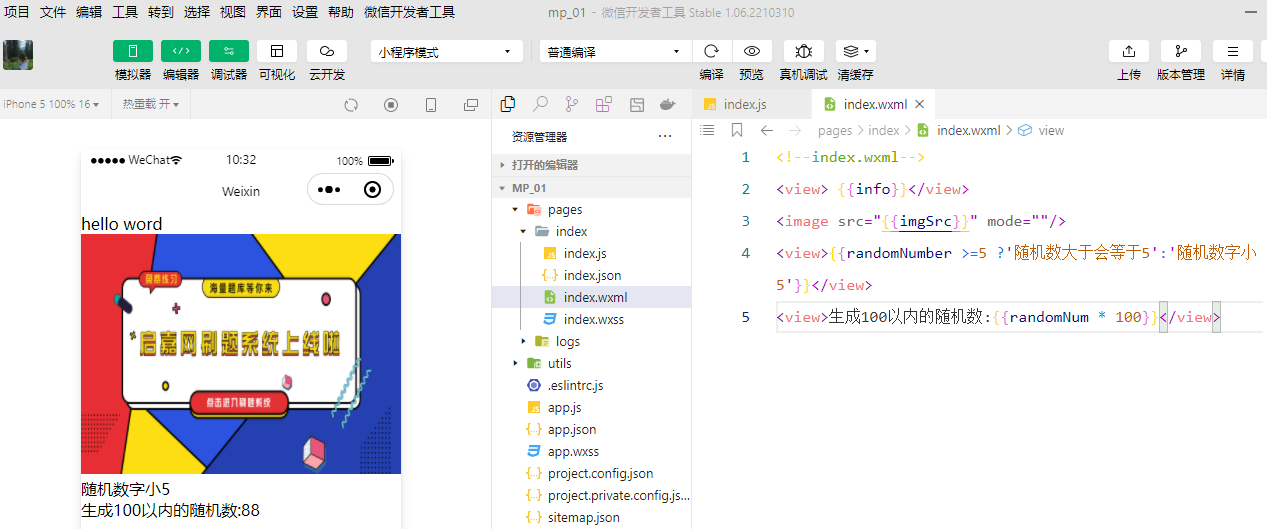 项目 文件 编辑 工具 转到 选择 视图 界面 设置 帮助 微信开发者工具 mp_01 - 微信开发者工具 Stable 1.06.2210310
模拟器 编辑器 调试器 可视化 云开发 小程序模式 普通编译 编译 预览 真机调试 清缓存 上传 版本管理 详情
iPhone 5 100% 16 热重载 开
WeChat 10:32 100%
Weixin
hello word
海量题库等你来
启嘉网刷题系统上线啦
点击进入刷题系统
随机数字小5
生成100以内的随机数:88
资源管理器
打开的编辑器
MP_01
pages
index
index.js
index.json
index.wxml
index.wxss
logs
utils
.eslintrc.js
app.js
app.json
app.wxss
project.config.json
project.private.config.js...
sitemap.json
index.js index.wxml
pages > index > index.wxml > view
1 <!--index.wxml-->
2 <view> {{info}}</view>
3 <image src="{{imgSrc}}" mode=""/>
4 <view>{{randomNumber >=5 ?'随机数大于会等于5':'随机数字小
5'}}</view>
5 <view>生成100以内的随机数:{{randomNum * 100}}</view>